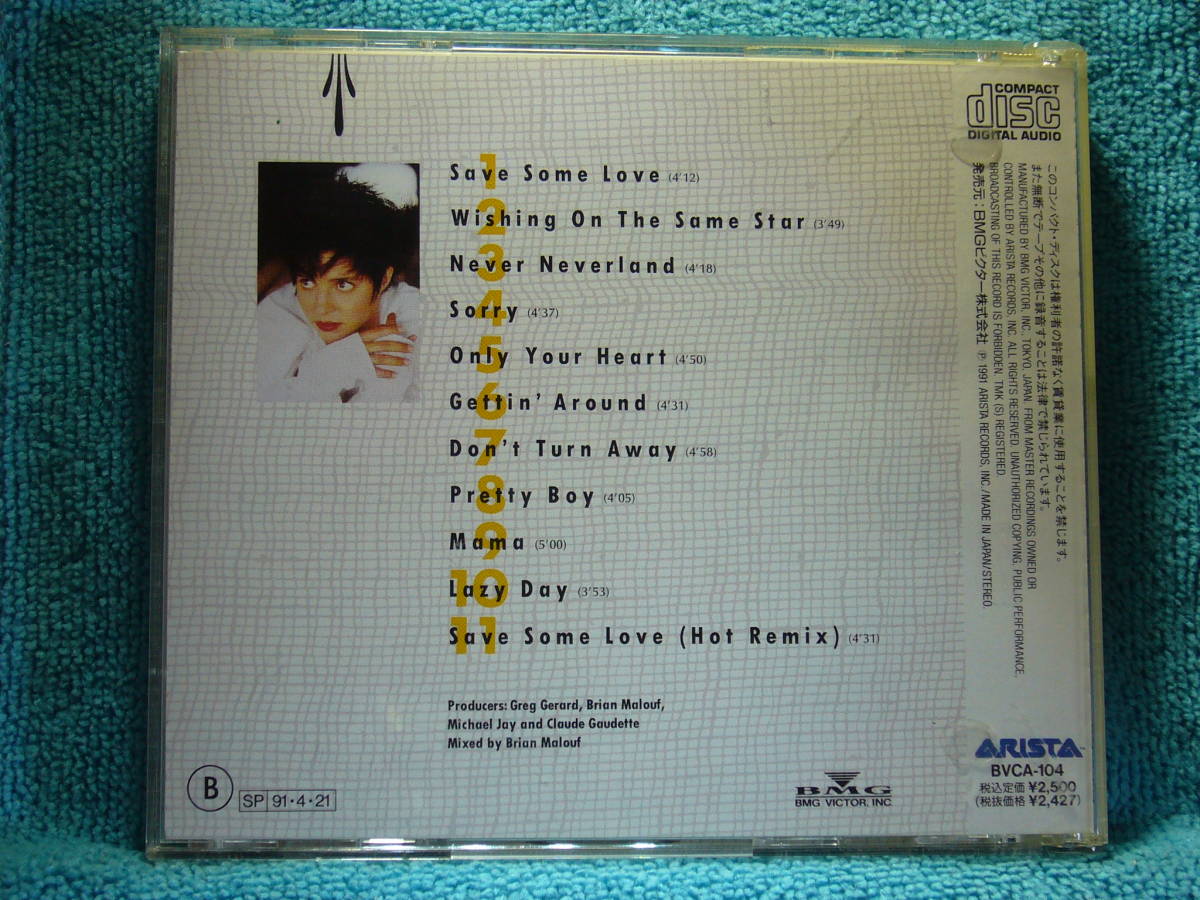 1 Save Some Love (4'12)
2 Wishing On The Same Star (3'49)
3 Never Neverland (4'18)
4 Sorry (4'37)
5 Only Your Heart (4'50)
6 Gettin' Around (4'31)
7 Don't Turn Away (4'58)
8 Pretty Boy (4'05)
9 Mama (5'00)
10 Lazy Day (3'53)
11 Save Some Love (Hot Remix) (4'31)
Producers: Greg Gerard, Brian Malouf,
Michael Jay and Claude Gaudette
Mixed by Brian Malouf
B
SP 91・4・21
BMG
BMG VICTOR, INC.
COMPACT
disc
DIGITAL AUDIO
このコンパクト・ディスクは権利者の許諾なく賃貸業に使用することを禁じます。
また無断でテープその他に録音することは法律で禁じられています。
MANUFACTURED BY BMG VICTOR, INC., TOKYO, JAPAN. FROM MASTER RECORDINGS OWNED OR
CONTROLLED BY ARISTA RECORDS, INC. ALL RIGHTS RESERVED. UNAUTHORIZED COPYING, PUBLIC PERFORMANCE,
BROADCASTING OF THIS RECORD IS FORBIDDEN. TMK (S) REGISTERED.
発売元：BMGビクター株式会社 ℗ 1991 ARISTA RECORDS, INC./MADE IN JAPAN/STEREO.
ARISTA
BVCA-104
税込定価 ¥2,500
(税抜価格 ¥2,427)